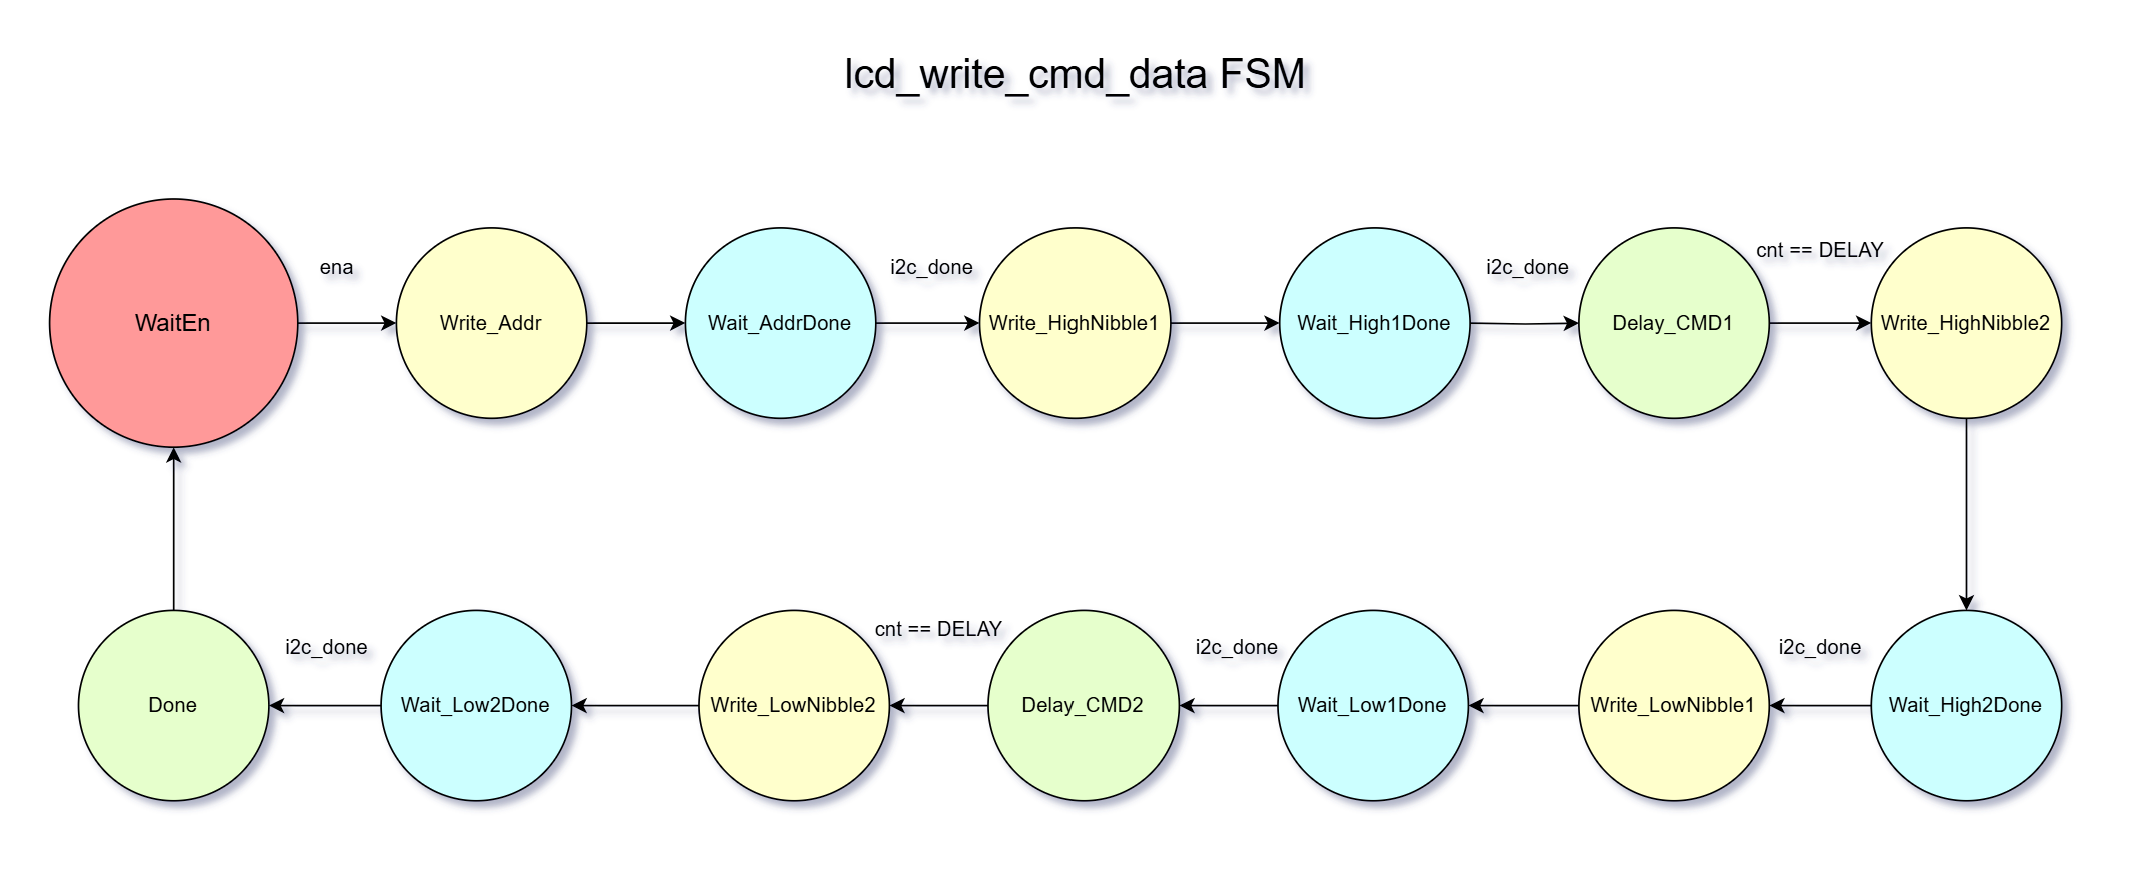 lcd_write_cmd_data FSM
WaitEn
ena
Write_Addr
Wait_AddrDone
i2c_done
Write_HighNibble1
Wait_High1Done
i2c_done
Delay_CMD1
cnt == DELAY
Write_HighNibble2
Wait_High2Done
i2c_done
Write_LowNibble1
Wait_Low1Done
i2c_done
Delay_CMD2
cnt == DELAY
Write_LowNibble2
Wait_Low2Done
i2c_done
Done